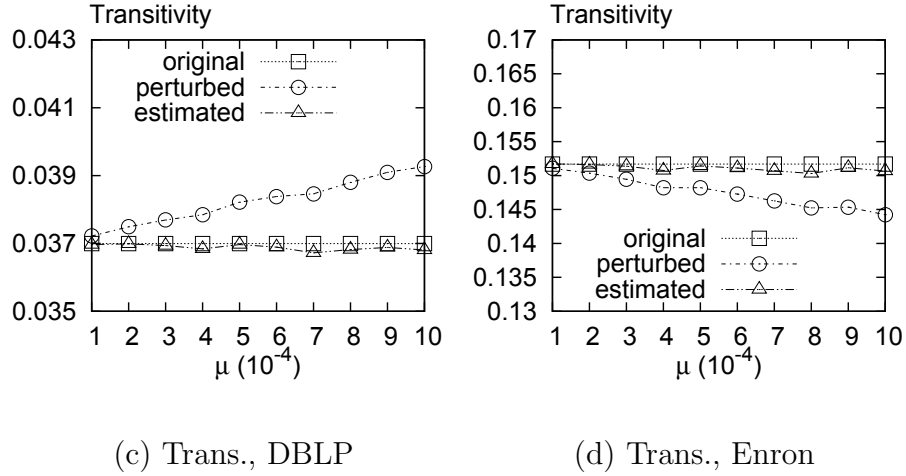 Transitivity
0.043
0.041
0.039
0.037
0.035
original
perturbed
estimated
1 2 3 4 5 6 7 8 9 10
μ (10⁻⁴)
(c) Trans., DBLP
Transitivity
0.17
0.165
0.16
0.155
0.15
0.145
0.14
0.135
0.13
original
perturbed
estimated
1 2 3 4 5 6 7 8 9 10
μ (10⁻⁴)
(d) Trans., Enron